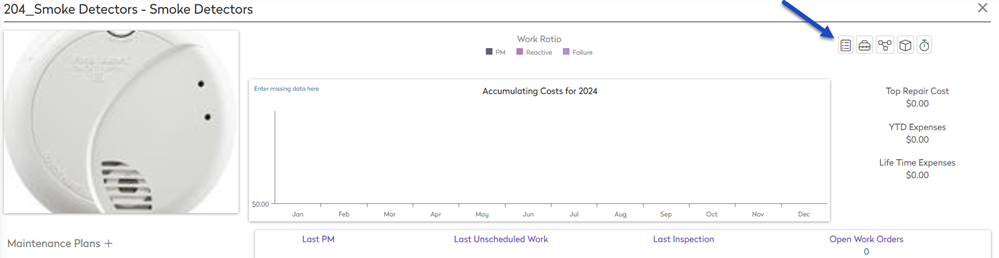 204_Smoke Detectors - Smoke Detectors
Work Ratio
PM Reactive Failure
Enter missing data here
Accumulating Costs for 2024
$0.00
Jan Feb Mar Apr May Jun Jul Aug Sep Oct Nov Dec
Top Repair Cost
$0.00
YTD Expenses
$0.00
Life Time Expenses
$0.00
Maintenance Plans +
Last PM Last Unscheduled Work Last Inspection Open Work Orders
0